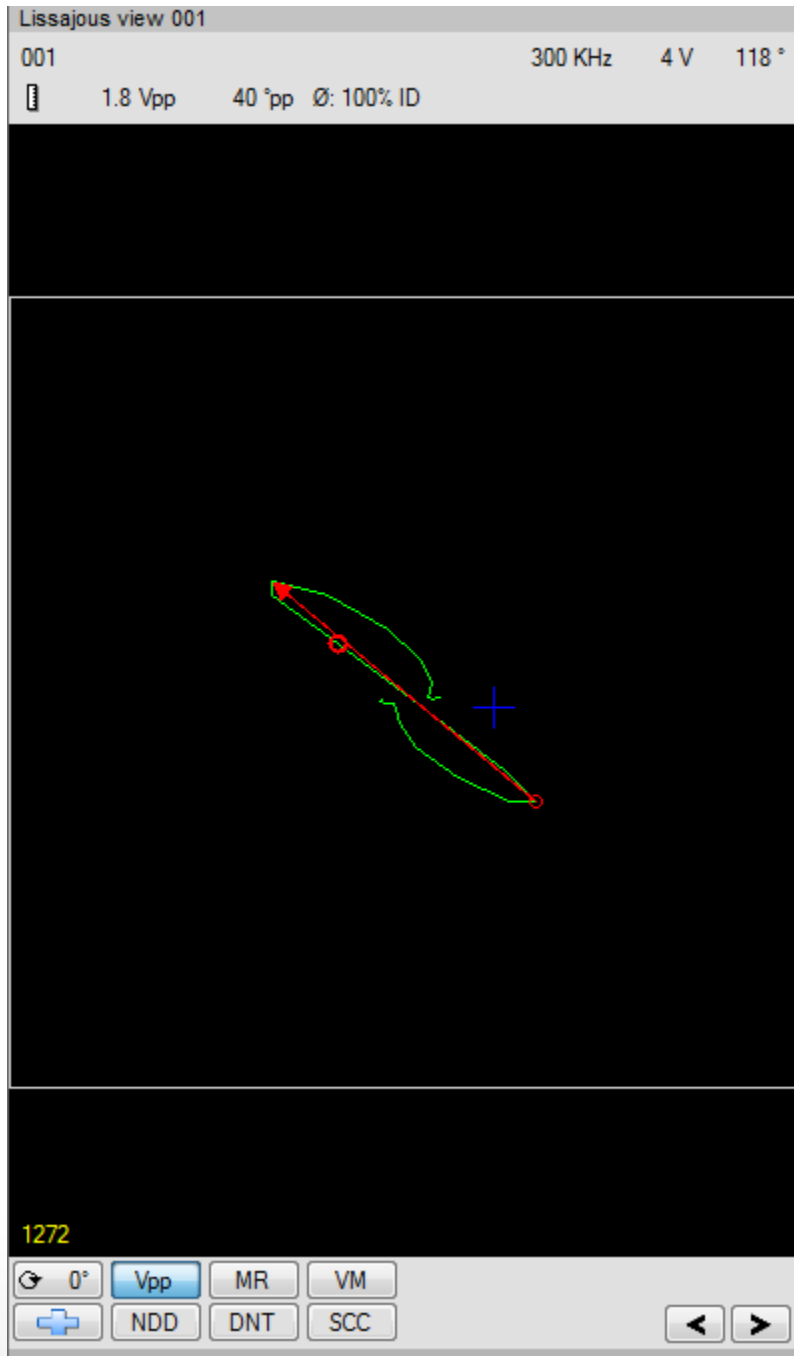 Lissajous view 001
001 300 KHz 4 V 118 °
1.8 Vpp 40 °pp Ø: 100% ID
1272
0° Vpp MR VM
NDD DNT SCC < >